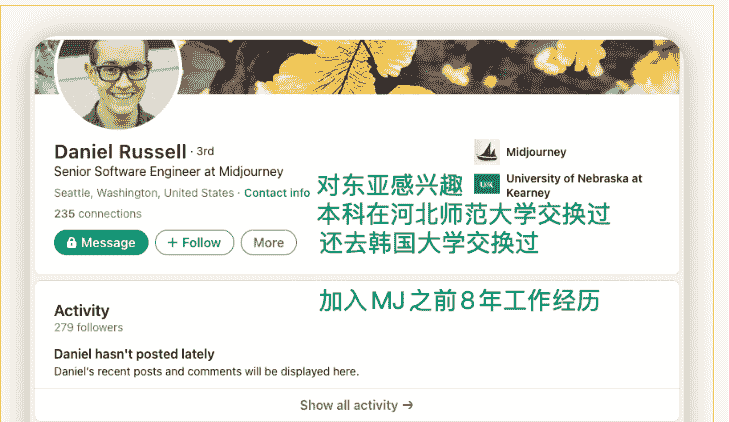 Daniel Russell · 3rd
Senior Software Engineer at Midjourney
Seattle, Washington, United States · Contact info
235 connections
Message
+ Follow
More
Midjourney
UNK
University of Nebraska at
Kearney
对东亚感兴趣
本科在河北师范大学交换过
还去韩国大学交换过
加入MJ之前8年工作经历
Activity
279 followers
Daniel hasn't posted lately
Daniel's recent posts and comments will be displayed here.
Show all activity →